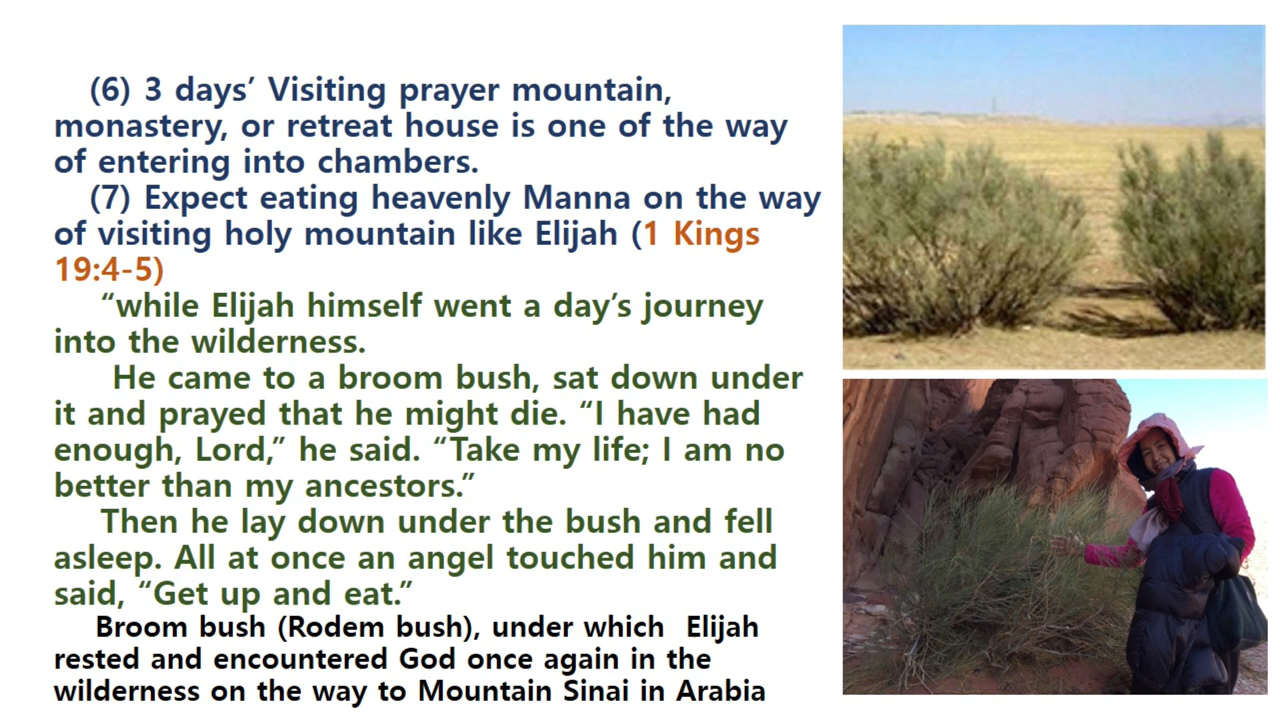 (6) 3 days’ Visiting prayer mountain,
monastery, or retreat house is one of the way
of entering into chambers.
(7) Expect eating heavenly Manna on the way
of visiting holy mountain like Elijah (1 Kings
19:4-5)
“while Elijah himself went a day’s journey
into the wilderness.
He came to a broom bush, sat down under
it and prayed that he might die. “I have had
enough, Lord,” he said. “Take my life; I am no
better than my ancestors.”
Then he lay down under the bush and fell
asleep. All at once an angel touched him and
said, “Get up and eat.”
Broom bush (Rodem bush), under which Elijah
rested and encountered God once again in the
wilderness on the way to Mountain Sinai in Arabia